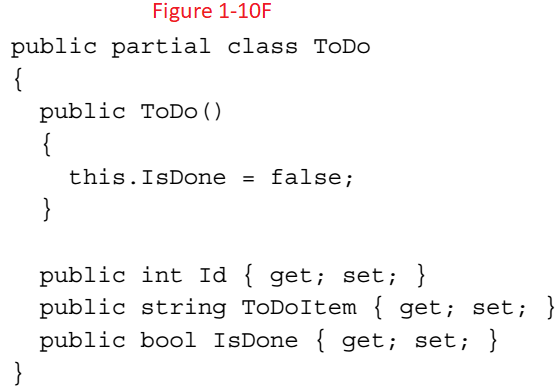 Figure 1-10F
public partial class ToDo
{
  public ToDo()
  {
    this.IsDone = false;
  }

  public int Id { get; set; }
  public string ToDoItem { get; set; }
  public bool IsDone { get; set; }
}